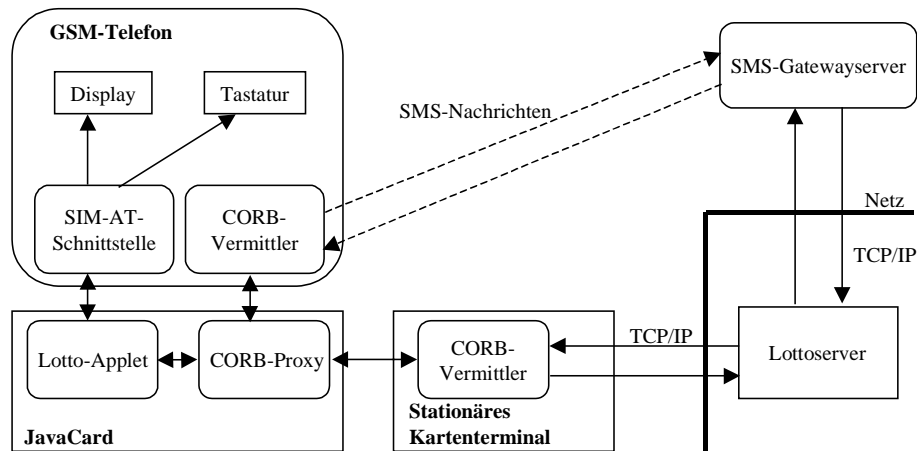 GSM-Telefon
Display
Tastatur
SIM-AT-
Schnittstelle
CORB-
Vermittler
SMS-Nachrichten
SMS-Gatewayserver
Netz
TCP/IP
Lotto-Applet
CORB-Proxy
JavaCard
CORB-
Vermittler
Stationäres
Kartenterminal
TCP/IP
Lottoserver